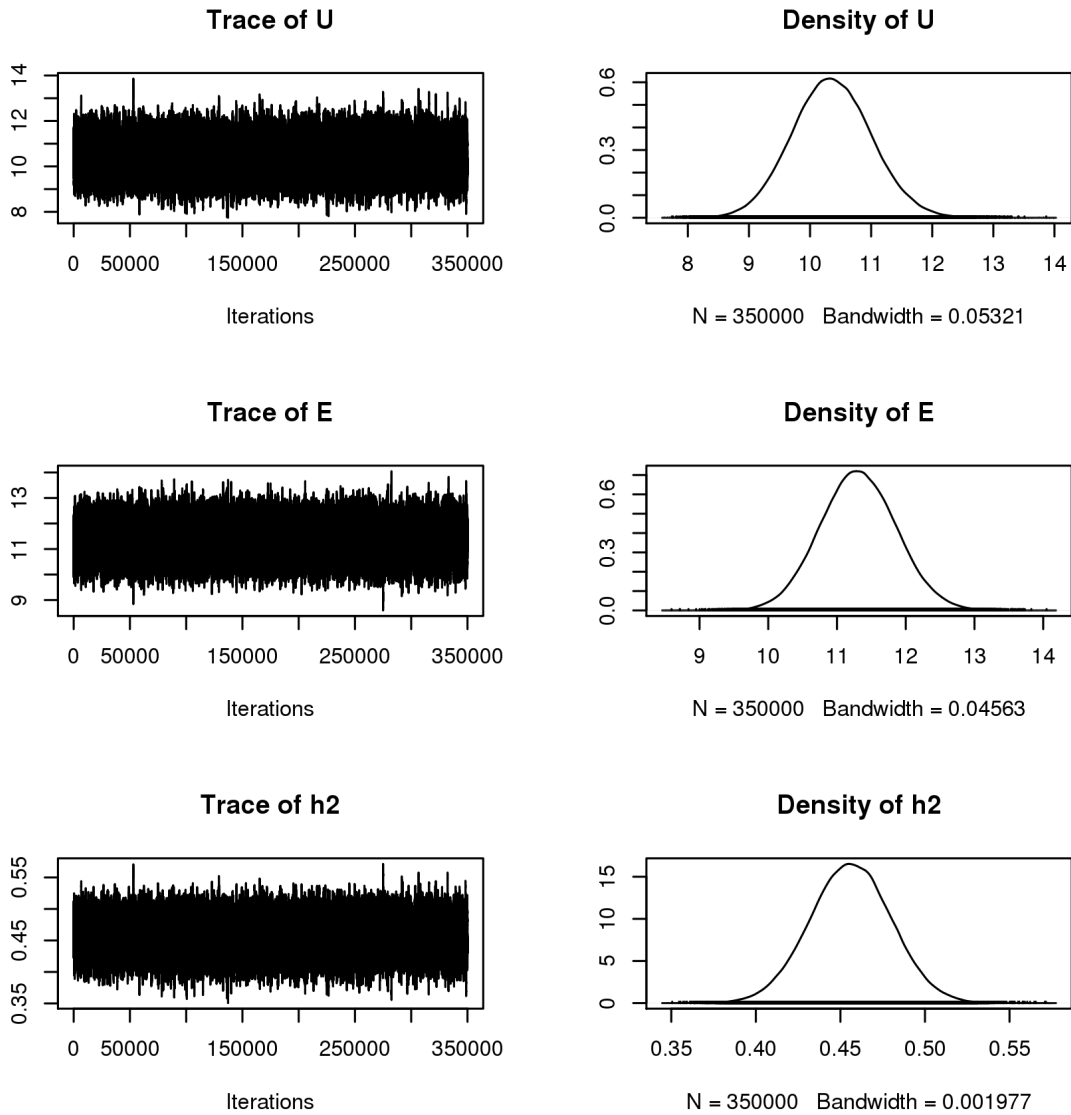 Trace of U
14
12
10
8
0 50000 150000 250000 350000
Iterations
Density of U
0.6
0.3
0.0
8 9 10 11 12 13 14
N = 350000 Bandwidth = 0.05321
Trace of E
13
11
9
0 50000 150000 250000 350000
Iterations
Density of E
0.6
0.3
0.0
9 10 11 12 13 14
N = 350000 Bandwidth = 0.04563
Trace of h2
0.55
0.45
0.35
0 50000 150000 250000 350000
Iterations
Density of h2
15
10
5
0
0.35 0.40 0.45 0.50 0.55
N = 350000 Bandwidth = 0.001977